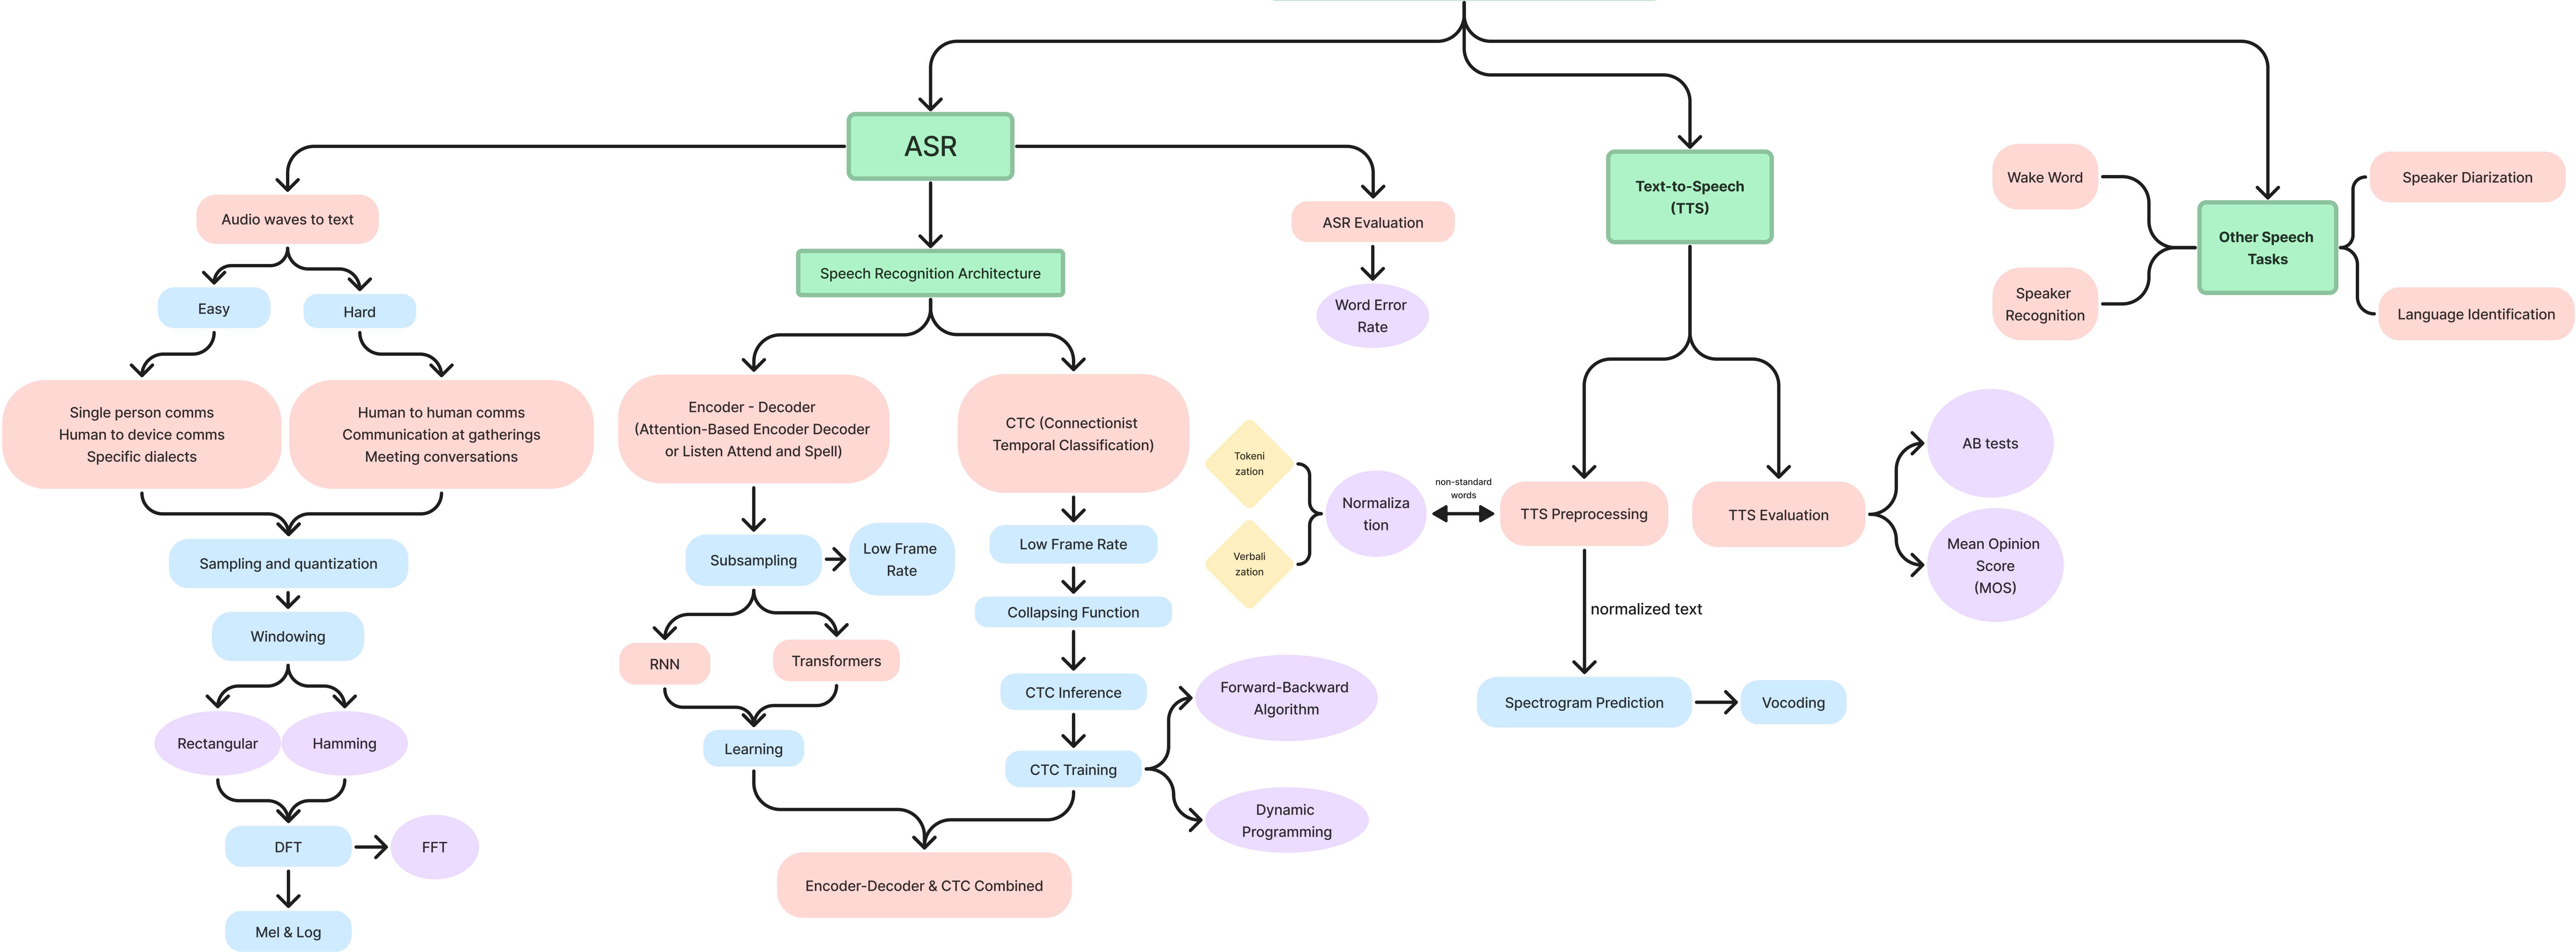 ASR
Audio waves to text
Easy
Hard
Single person comms
Human to device comms
Specific dialects
Human to human comms
Communication at gatherings
Meeting conversations
Sampling and quantization
Windowing
Rectangular
Hamming
DFT
FFT
Mel & Log
Speech Recognition Architecture
Encoder - Decoder
(Attention-Based Encoder Decoder
or Listen Attend and Spell)
Subsampling
Low Frame
Rate
RNN
Transformers
Learning
CTC (Connectionist
Temporal Classification)
Low Frame Rate
Collapsing Function
CTC Inference
CTC Training
Forward-Backward
Algorithm
Dynamic
Programming
Encoder-Decoder & CTC Combined
ASR Evaluation
Word Error
Rate
Text-to-Speech
(TTS)
Tokeni
zation
Verbali
zation
Normaliza
tion
non-standard
words
TTS Preprocessing
normalized text
Spectrogram Prediction
Vocoding
TTS Evaluation
AB tests
Mean Opinion
Score
(MOS)
Other Speech
Tasks
Wake Word
Speaker
Recognition
Speaker Diarization
Language Identification